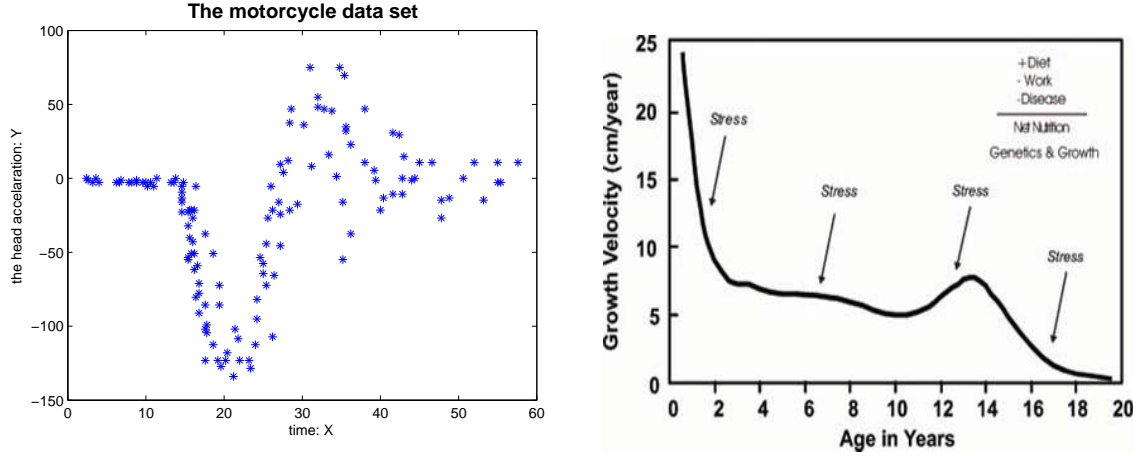 The motorcycle data set
100
50
0
−50
−100
−150
0 10 20 30 40 50 60
time: X
the head accelaration: Y
25
20
15
10
5
0
0 2 4 6 8 10 12 14 16 18 20
Age in Years
Growth Velocity (cm/year)
Stress
Stress
Stress
Stress
+Diet
- Work
-Disease
Net Nutrition
Genetics & Growth